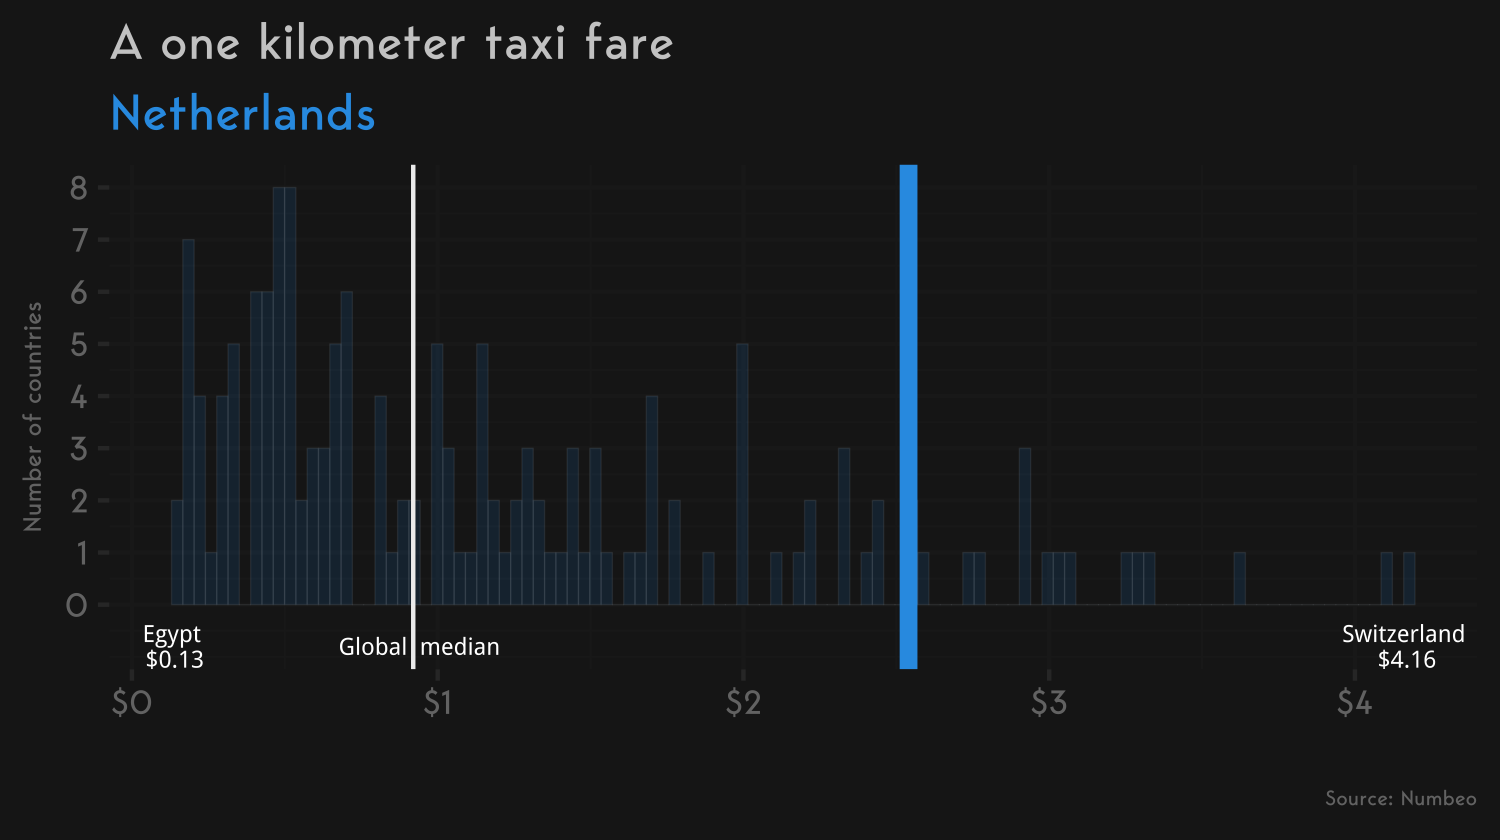 A one kilometer taxi fare
Netherlands
Number of countries
8
7
6
5
4
3
2
1
0
Egypt
$0.13
Global median
Switzerland
$4.16
$0
$1
$2
$3
$4
Source: Numbeo